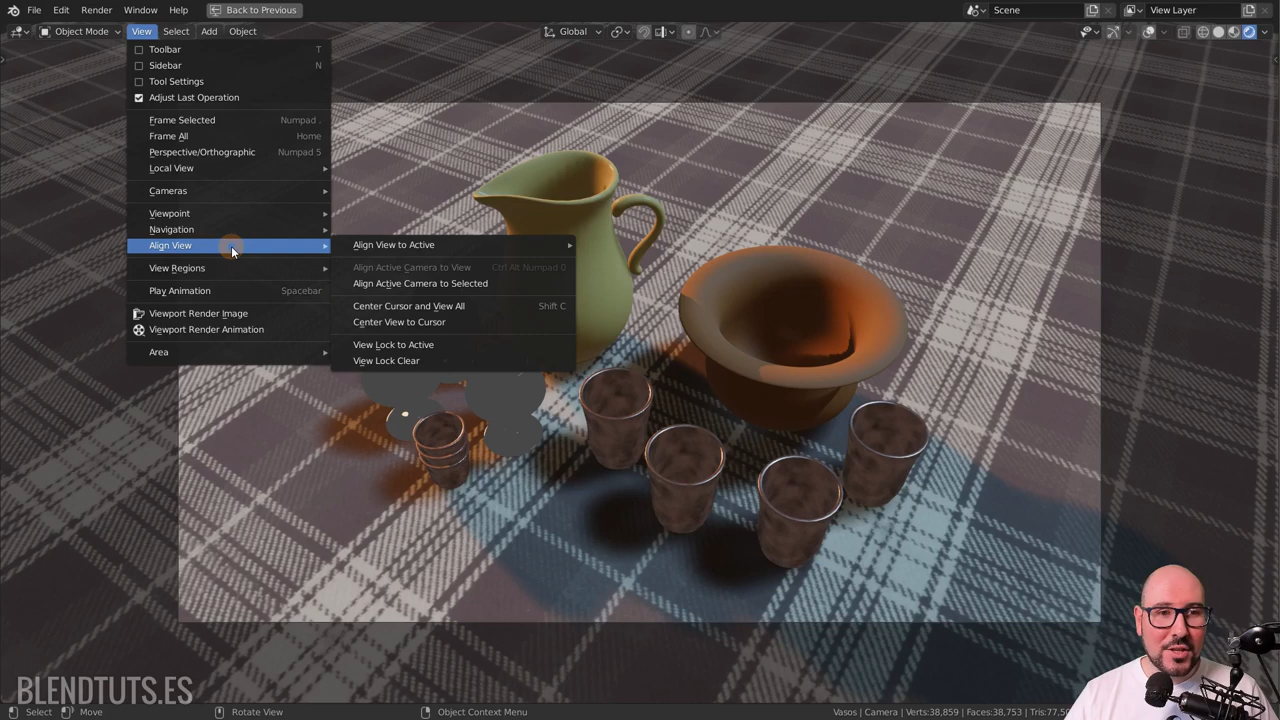 File Edit Render Window Help Back to Previous Scene View Layer
Object Mode View Select Add Object Global
Toolbar T
Sidebar N
Tool Settings
Adjust Last Operation
Frame Selected Numpad .
Frame All Home
Perspective/Orthographic Numpad 5
Local View
Cameras
Viewpoint
Navigation
Align View
View Regions
Play Animation Spacebar
Viewport Render Image
Viewport Render Animation
Area
Align View to Active
Align Active Camera to View Ctrl Alt Numpad 0
Align Active Camera to Selected
Center Cursor and View All Shift C
Center View to Cursor
View Lock to Active
View Lock Clear
BLENDTUTS.ES
Select Move Rotate View Object Context Menu Vasos | Camera | Verts:38,859 | Faces:38,753 | Tris:77,5